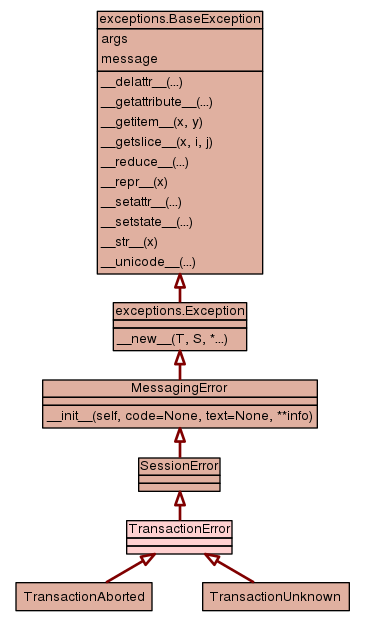 exceptions.BaseException
args
message
__delattr__(...)
__getattribute__(...)
__getitem__(x, y)
__getslice__(x, i, j)
__reduce__(...)
__repr__(x)
__setattr__(...)
__setstate__(...)
__str__(x)
__unicode__(...)
exceptions.Exception
__new__(T, S, *...)
MessagingError
__init__(self, code=None, text=None, **info)
SessionError
TransactionError
TransactionAborted
TransactionUnknown